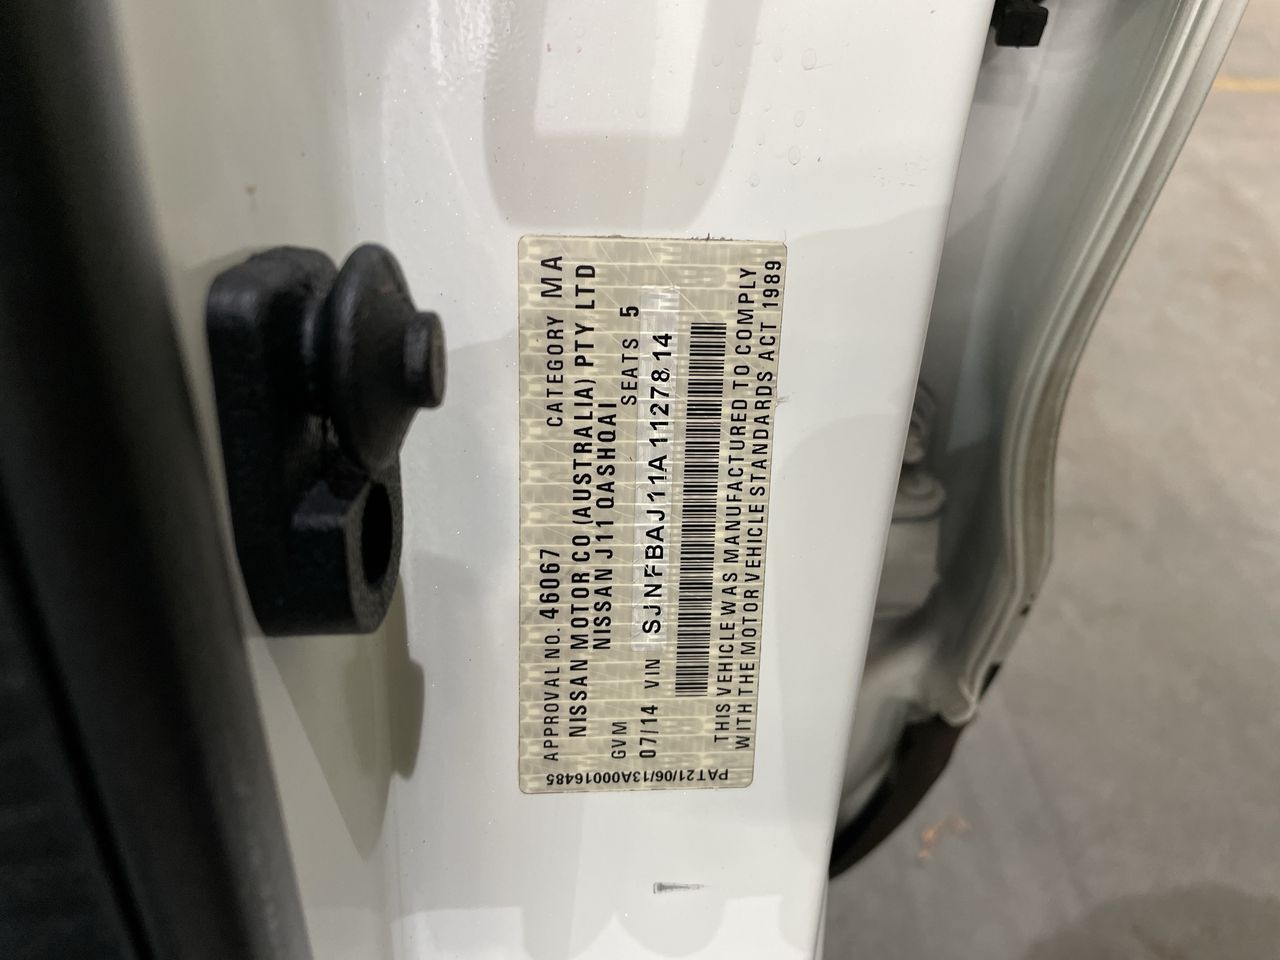 APPROVAL NO. 46067 CATEGORY MA
NISSAN MOTOR CO (AUSTRALIA) PTY LTD
NISSAN J11 QASHQAI
GVM SEATS 5
07/14 VIN SJNFBAJ11A1127814
THIS VEHICLE WAS MANUFACTURED TO COMPLY
WITH THE MOTOR VEHICLE STANDARDS ACT 1989
PAT21/06/13A00016485